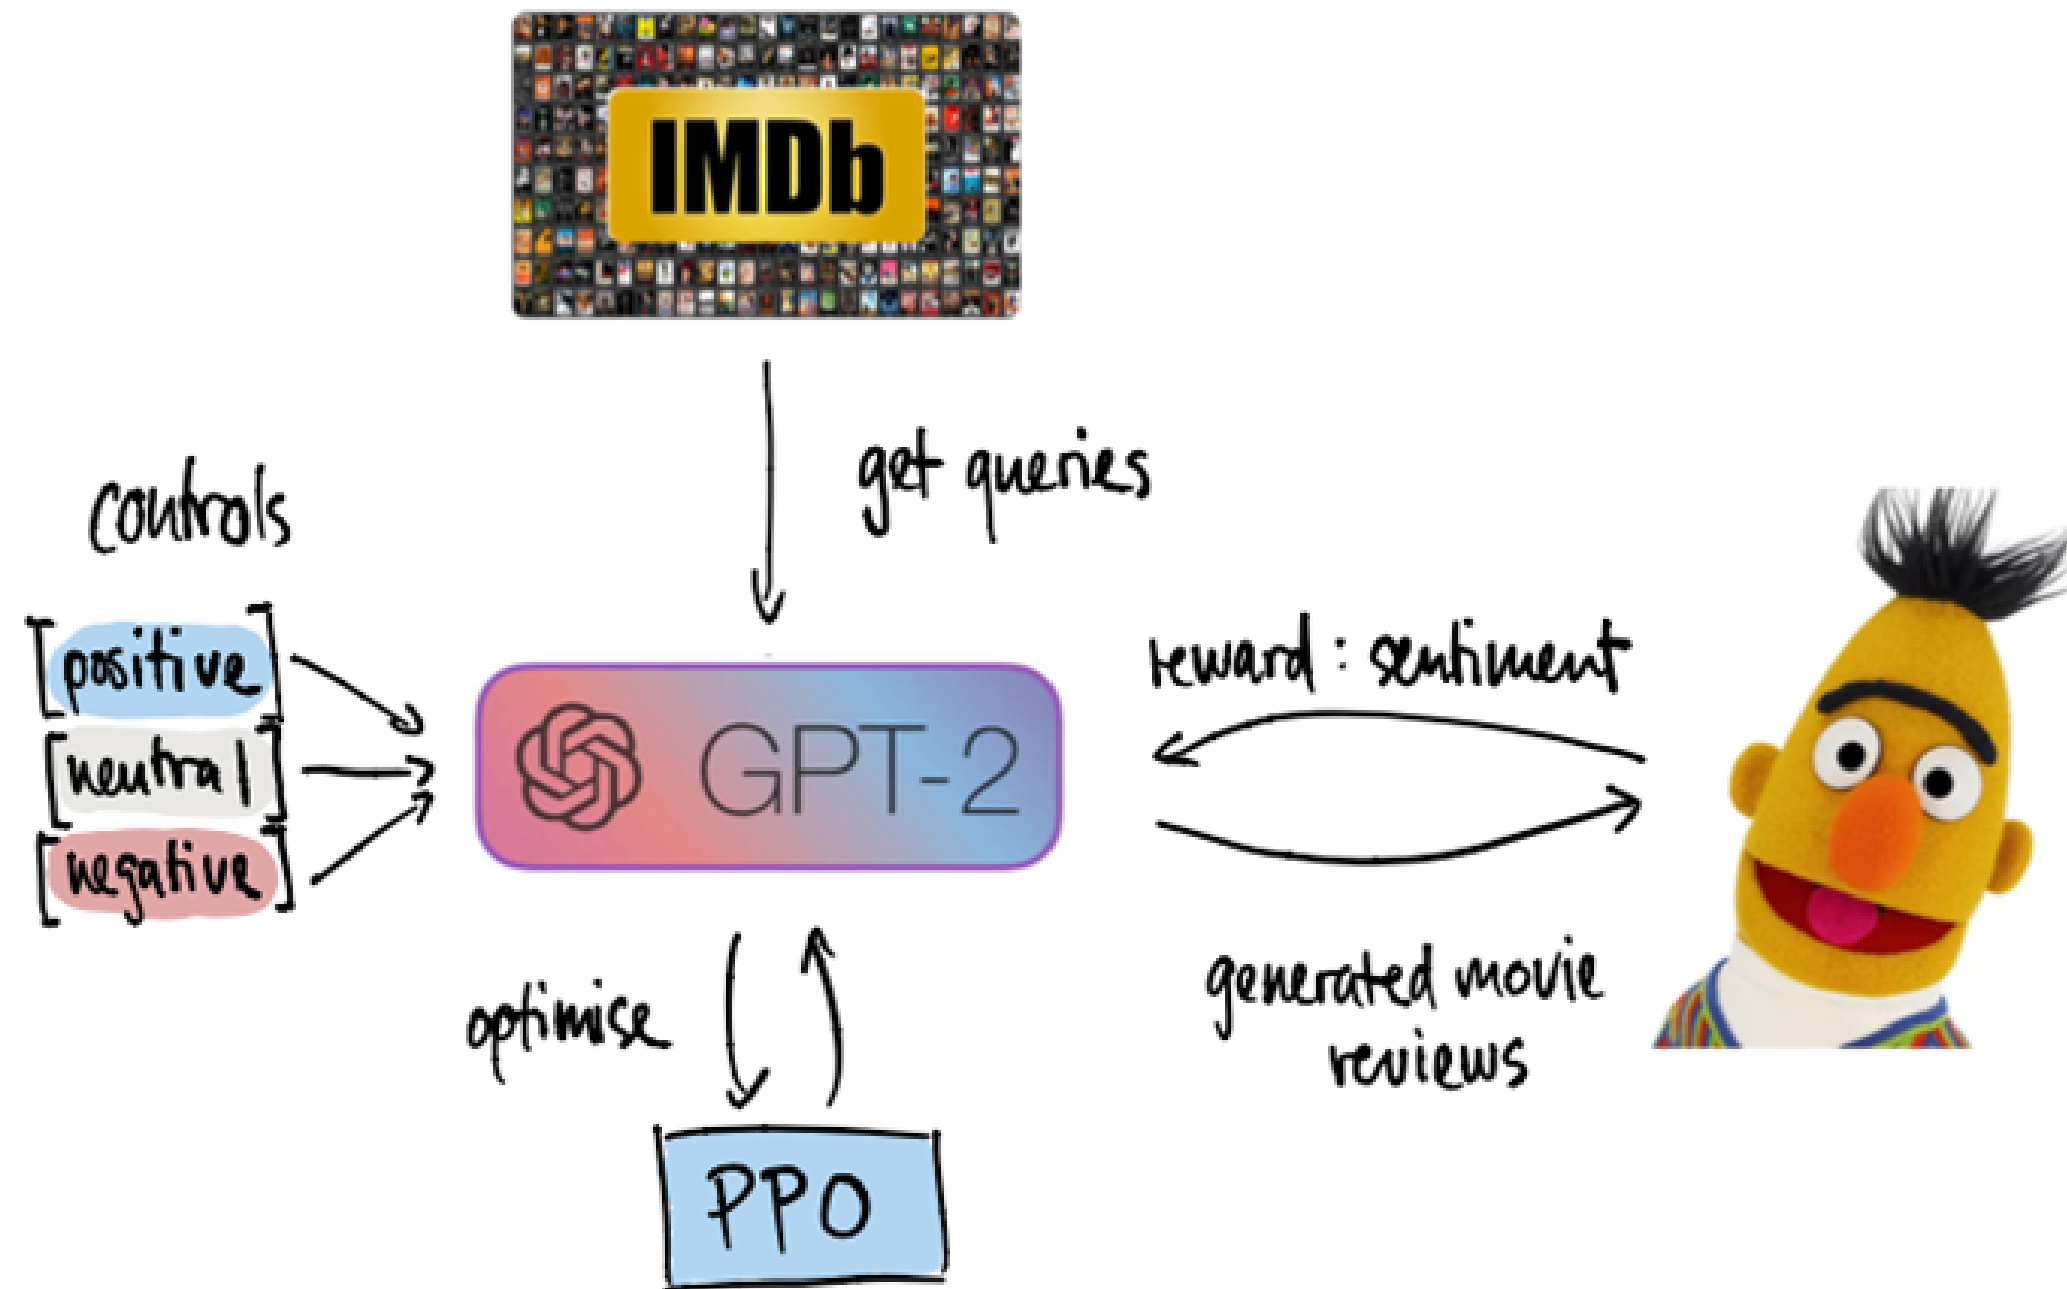 IMDb
get queries
controls
[positive]
[neutral]
[negative]
GPT-2
reward : sentiment
generated movie
reviews
optimise
PPO